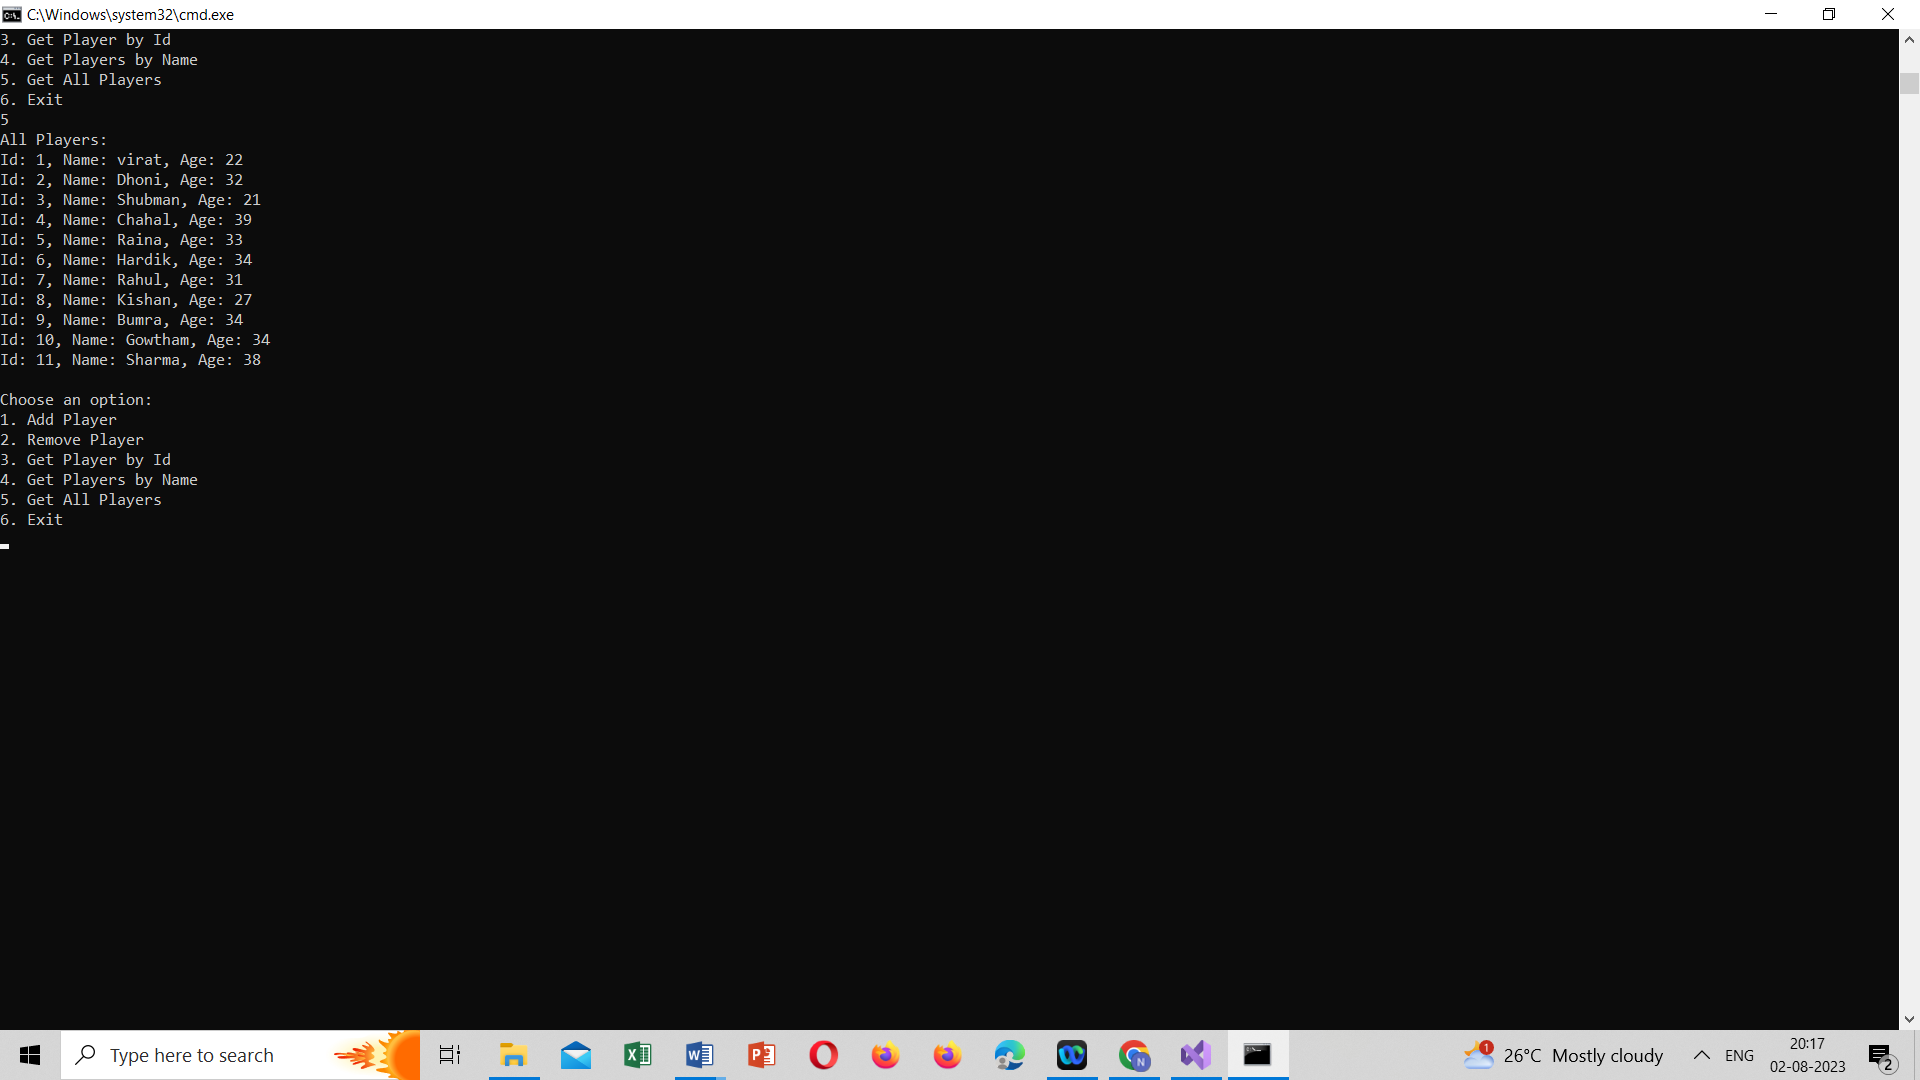 C:\Windows\system32\cmd.exe
3. Get Player by Id
4. Get Players by Name
5. Get All Players
6. Exit
5
All Players:
Id: 1, Name: virat, Age: 22
Id: 2, Name: Dhoni, Age: 32
Id: 3, Name: Shubman, Age: 21
Id: 4, Name: Chahal, Age: 39
Id: 5, Name: Raina, Age: 33
Id: 6, Name: Hardik, Age: 34
Id: 7, Name: Rahul, Age: 31
Id: 8, Name: Kishan, Age: 27
Id: 9, Name: Bumra, Age: 34
Id: 10, Name: Gowtham, Age: 34
Id: 11, Name: Sharma, Age: 38
Choose an option:
1. Add Player
2. Remove Player
3. Get Player by Id
4. Get Players by Name
5. Get All Players
6. Exit
Type here to search
1
26°C Mostly cloudy
ENG
20:17
02-08-2023
2